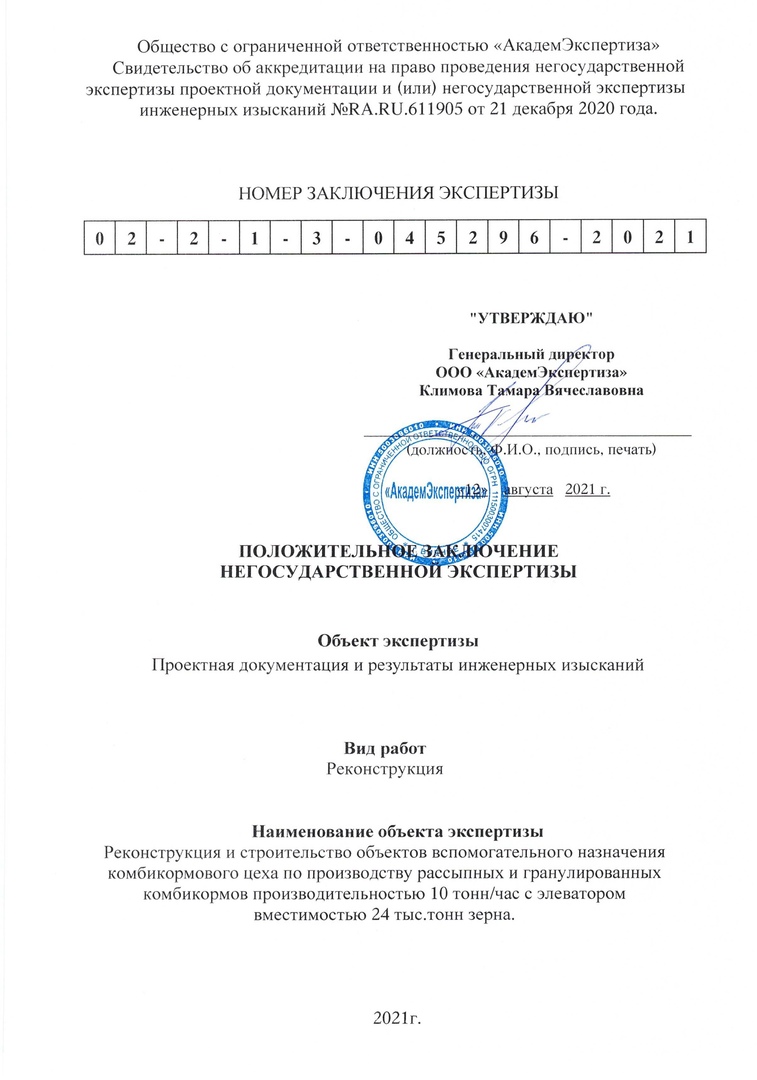 Общество с ограниченной ответственностью «АкадемЭкспертиза»
Свидетельство об аккредитации на право проведения негосударственной
экспертизы проектной документации и (или) негосударственной экспертизы
инженерных изысканий №RA.RU.611905 от 21 декабря 2020 года.
НОМЕР ЗАКЛЮЧЕНИЯ ЭКСПЕРТИЗЫ
0 2 - 2 - 1 - 3 - 0 4 5 2 9 6 - 2 0 2 1
"УТВЕРЖДАЮ"
Генеральный директор
ООО «АкадемЭкспертиза»
Климова Тамара Вячеславовна
(должность, Ф.И.О., подпись, печать)
«12» августа 2021 г.
«АкадемЭкспертиза»
ОБЩЕСТВО С ОГРАНИЧЕННОЙ ОТВЕТСТВЕННОСТЬЮ
ПОЛОЖИТЕЛЬНОЕ ЗАКЛЮЧЕНИЕ
НЕГОСУДАРСТВЕННОЙ ЭКСПЕРТИЗЫ
Объект экспертизы
Проектная документация и результаты инженерных изысканий
Вид работ
Реконструкция
Наименование объекта экспертизы
Реконструкция и строительство объектов вспомогательного назначения
комбикормового цеха по производству рассыпных и гранулированных
комбикормов производительностью 10 тонн/час с элеватором
вместимостью 24 тыс.тонн зерна.
2021г.